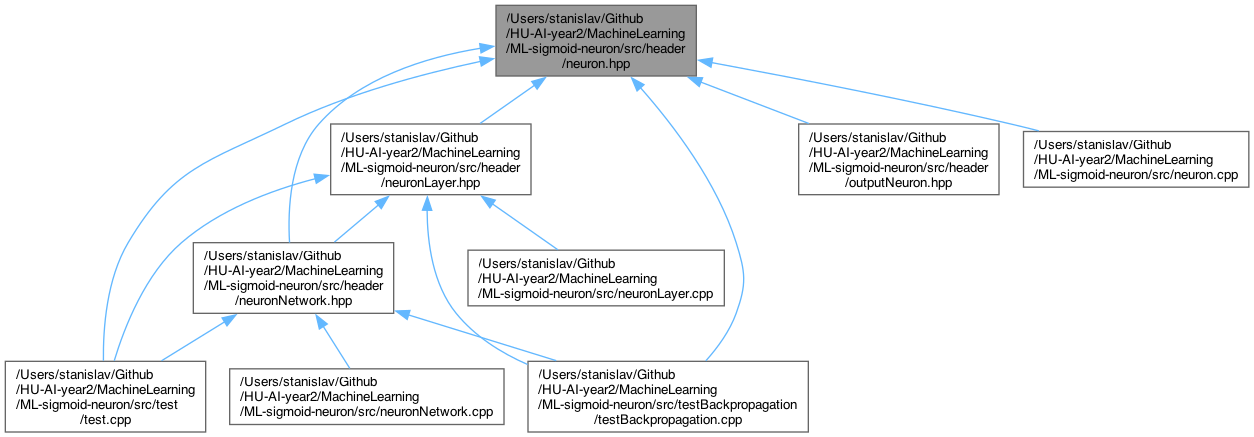 /Users/stanislav/Github
/HU-AI-year2/MachineLearning
/ML-sigmoid-neuron/src/header
/neuron.hpp
/Users/stanislav/Github
/HU-AI-year2/MachineLearning
/ML-sigmoid-neuron/src/header
/neuronLayer.hpp
/Users/stanislav/Github
/HU-AI-year2/MachineLearning
/ML-sigmoid-neuron/src/header
/outputNeuron.hpp
/Users/stanislav/Github
/HU-AI-year2/MachineLearning
/ML-sigmoid-neuron/src/neuron.cpp
/Users/stanislav/Github
/HU-AI-year2/MachineLearning
/ML-sigmoid-neuron/src/header
/neuronNetwork.hpp
/Users/stanislav/Github
/HU-AI-year2/MachineLearning
/ML-sigmoid-neuron/src/neuronLayer.cpp
/Users/stanislav/Github
/HU-AI-year2/MachineLearning
/ML-sigmoid-neuron/src/test
/test.cpp
/Users/stanislav/Github
/HU-AI-year2/MachineLearning
/ML-sigmoid-neuron/src/neuronNetwork.cpp
/Users/stanislav/Github
/HU-AI-year2/MachineLearning
/ML-sigmoid-neuron/src/testBackpropagation
/testBackpropagation.cpp